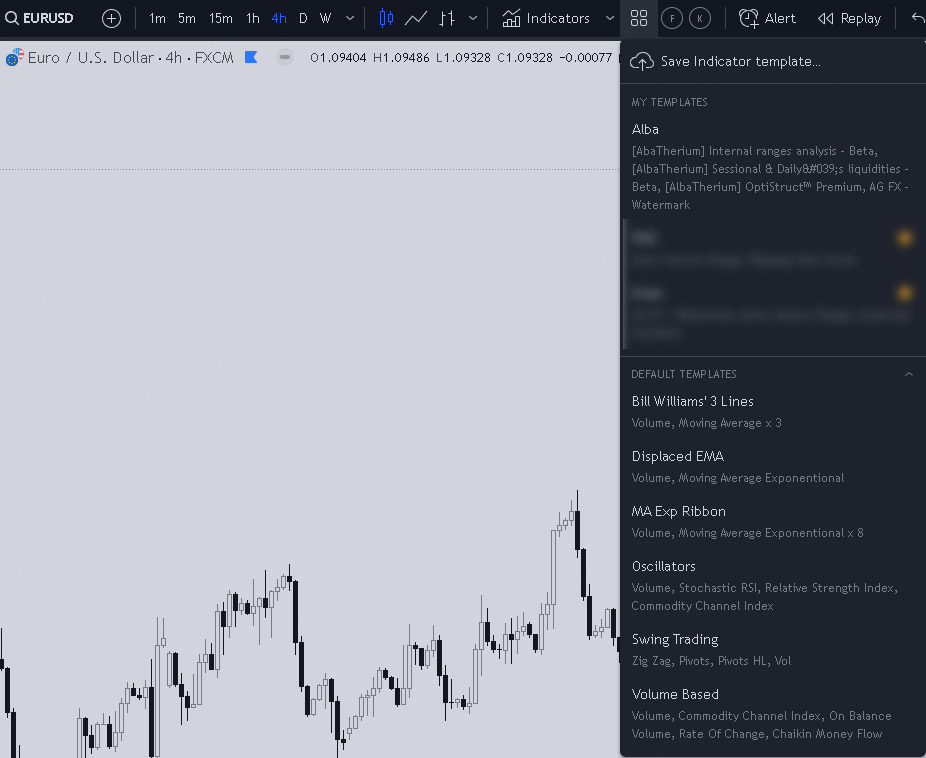 EURUSD 1m 5m 15m 1h 4h D W Indicators F K Alert Replay
Euro / U.S. Dollar · 4h · FXCM O1.09404 H1.09486 L1.09328 C1.09328 -0.00077
Save Indicator template...
MY TEMPLATES
Alba
[AbaTherium] Internal ranges analysis - Beta,
[AlbaTherium] Sessional & Daily&#039;s liquidities -
Beta, [AlbaTherium] OptiStruct™ Premium, AG FX -
Watermark
DEFAULT TEMPLATES
Bill Williams' 3 Lines
Volume, Moving Average x 3
Displaced EMA
Volume, Moving Average Exponential
MA Exp Ribbon
Volume, Moving Average Exponential x 8
Oscillators
Volume, Stochastic RSI, Relative Strength Index,
Commodity Channel Index
Swing Trading
Zig Zag, Pivots, Pivots HL, Vol
Volume Based
Volume, Commodity Channel Index, On Balance
Volume, Rate Of Change, Chaikin Money Flow